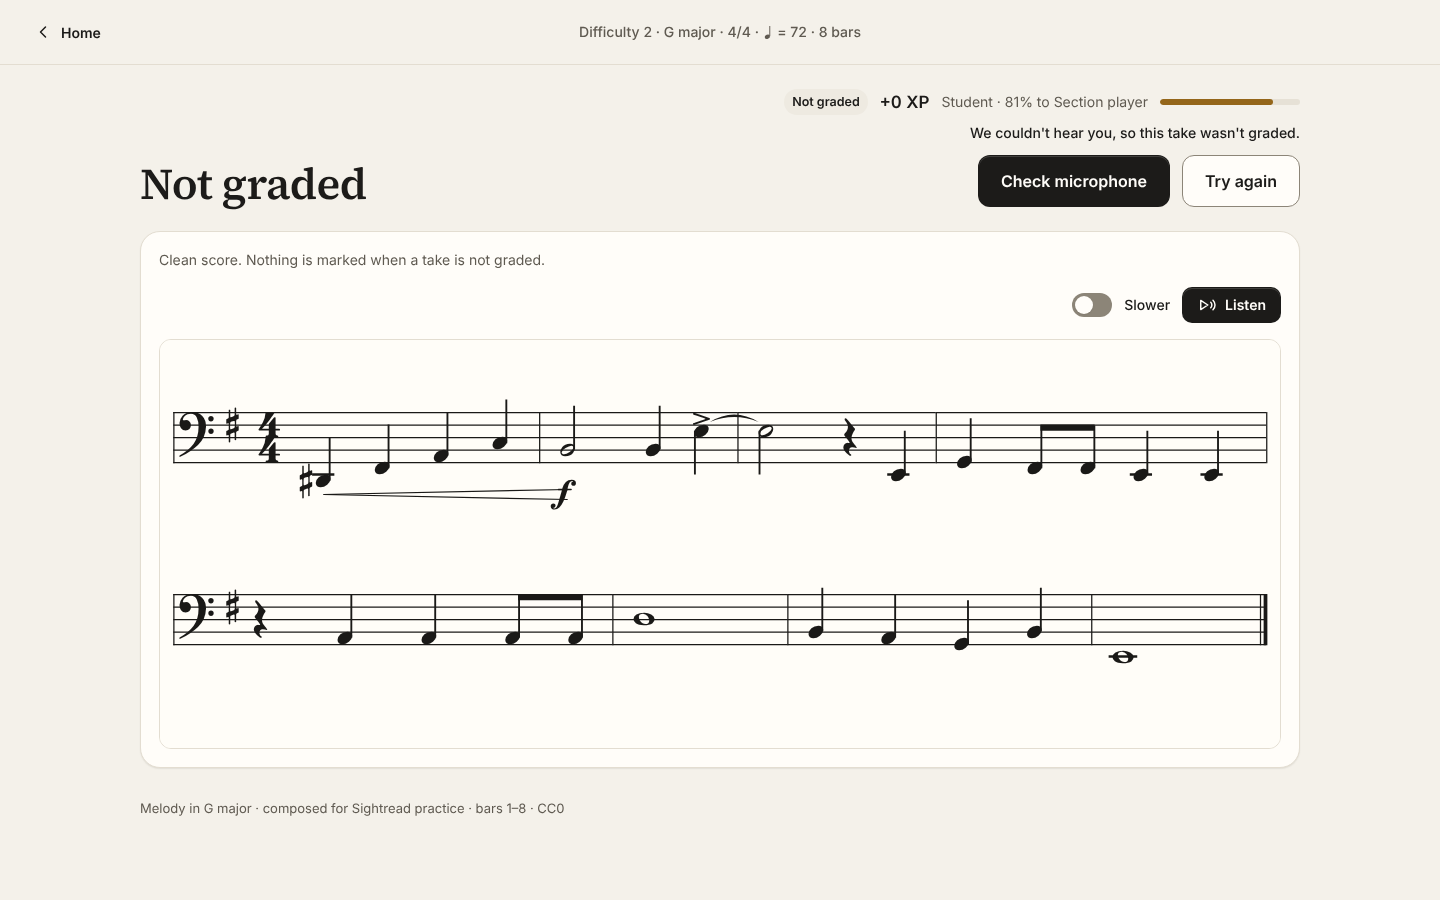 Home
Difficulty 2 · G major · 4/4 · ♩ = 72 · 8 bars
Not graded +0 XP Student · 81% to Section player
We couldn't hear you, so this take wasn't graded.
Not graded
Check microphone Try again
Clean score. Nothing is marked when a take is not graded.
Slower Listen
4
4
f
Melody in G major · composed for Sightread practice · bars 1–8 · CC0